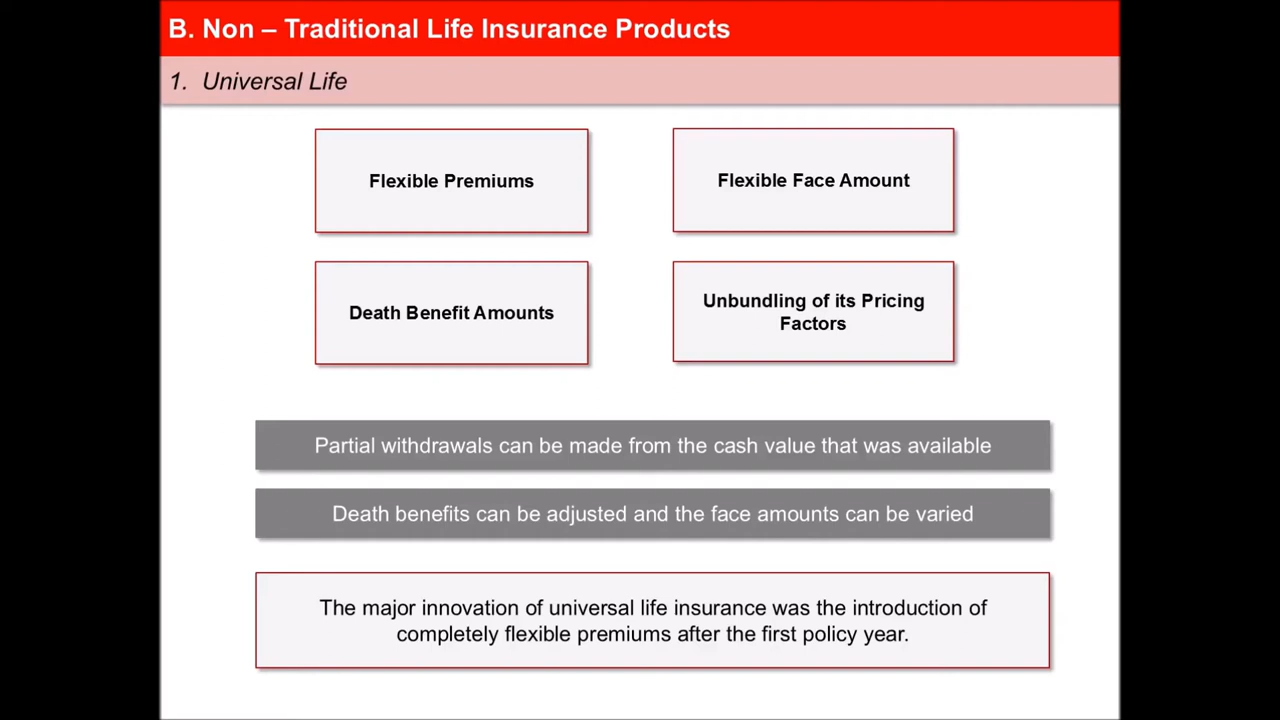 B. Non – Traditional Life Insurance Products
1. Universal Life
Flexible Premiums
Flexible Face Amount
Death Benefit Amounts
Unbundling of its Pricing
Factors
Partial withdrawals can be made from the cash value that was available
Death benefits can be adjusted and the face amounts can be varied
The major innovation of universal life insurance was the introduction of
completely flexible premiums after the first policy year.